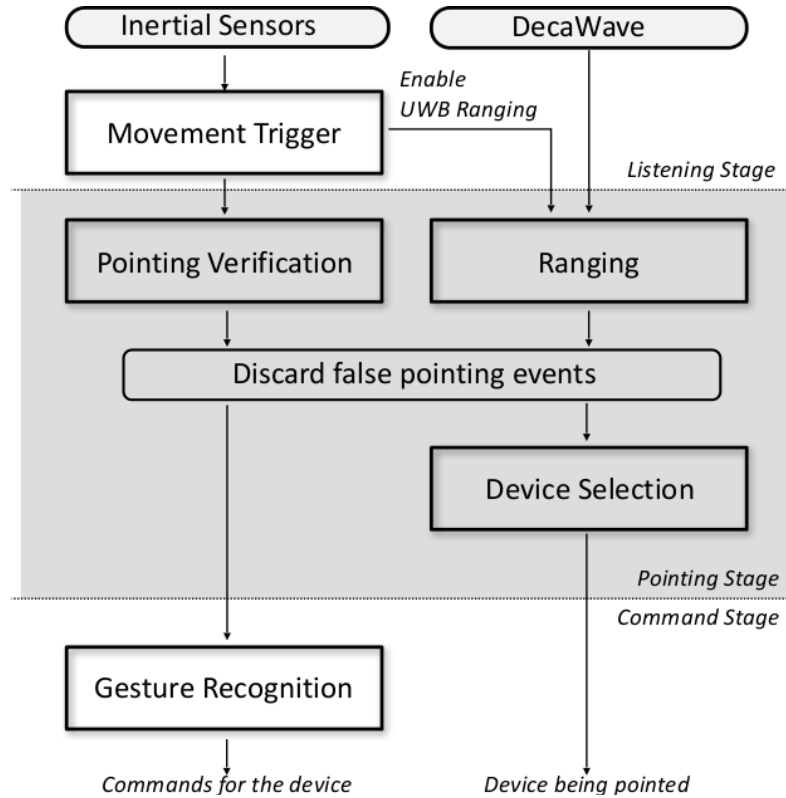 Inertial Sensors
DecaWave
Enable
UWB Ranging
Movement Trigger
Listening Stage
Pointing Verification
Ranging
Discard false pointing events
Device Selection
Pointing Stage
Command Stage
Gesture Recognition
Commands for the device
Device being pointed